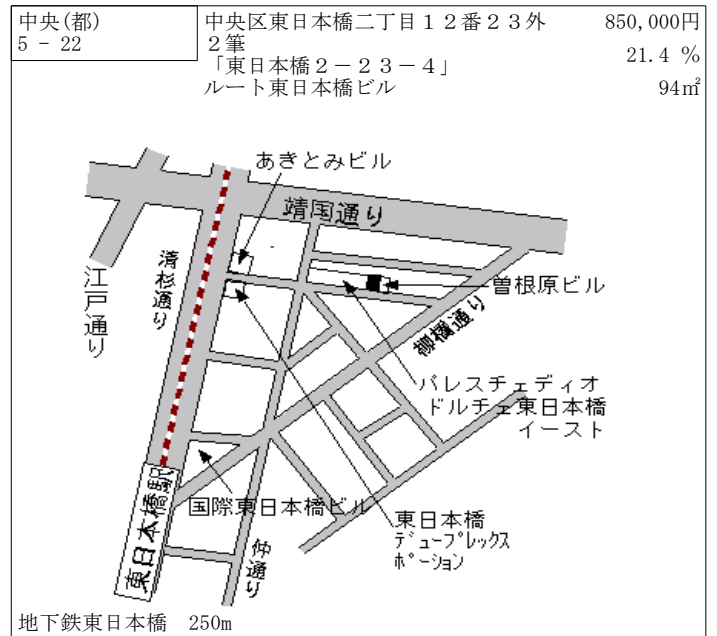 中央(都)
5 - 22
中央区東日本橋二丁目１２番２３外
２筆
「東日本橋２－２３－４」
ルート東日本橋ビル
850,000円
21.4 %
94㎡
あきとみビル
靖国通り
清杉通り
江戸通り
曽根原ビル
柳橋通り
パレスチェディオ
ドルチェ東日本橋
イースト
国際東日本橋ビル
東日本橋
ﾃﾞｭｰﾌﾟﾚｯｸｽ
ﾎﾟｰｼｮﾝ
東日本橋駅
仲通り
地下鉄東日本橋　250m